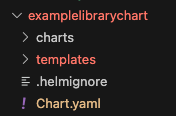 examplelibrarychart
charts
templates
.helmignore
! Chart.yaml